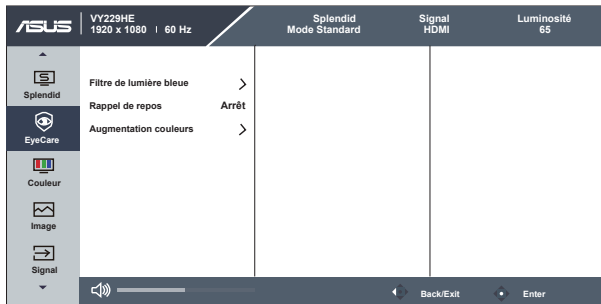 ASUS
VY229HE
1920 x 1080 | 60 Hz
Splendid
Mode Standard
Signal
HDMI
Luminosité
65
Splendid
EyeCare
Couleur
Image
Signal
Filtre de lumière bleue
Rappel de repos Arrêt
Augmentation couleurs
Back/Exit
Enter